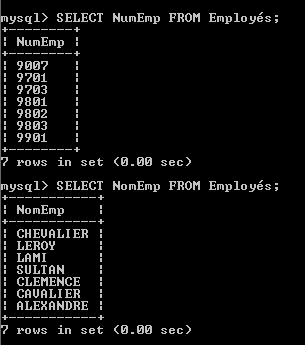 mysql> SELECT NumEmp FROM Employés;
+--------+
| NumEmp |
+--------+
| 9007   |
| 9701   |
| 9703   |
| 9801   |
| 9802   |
| 9803   |
| 9901   |
+--------+
7 rows in set (0.00 sec)
mysql> SELECT NomEmp FROM Employés;
+-----------+
| NomEmp    |
+-----------+
| CHEVALIER |
| LEROY     |
| LAMI      |
| SULTAN    |
| CLEMENCE  |
| CAVALIER  |
| ALEXANDRE |
+-----------+
7 rows in set (0.00 sec)